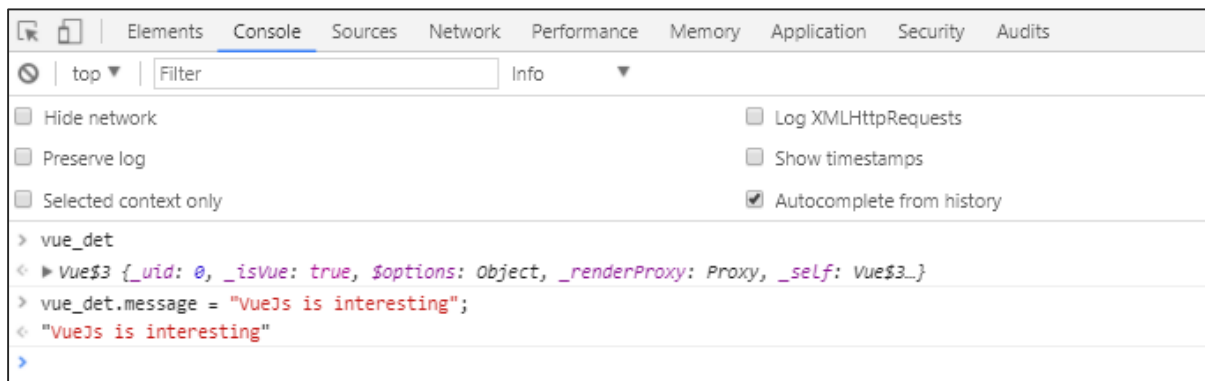 Elements Console Sources Network Performance Memory Application Security Audits
top ▼ Filter Info ▼
Hide network Log XMLHttpRequests
Preserve log Show timestamps
Selected context only Autocomplete from history
> vue_det
<· ▶ Vue$3 {_uid: 0, _isVue: true, $options: Object, _renderProxy: Proxy, _self: Vue$3…}
> vue_det.message = "VueJs is interesting";
<· "VueJs is interesting"
>